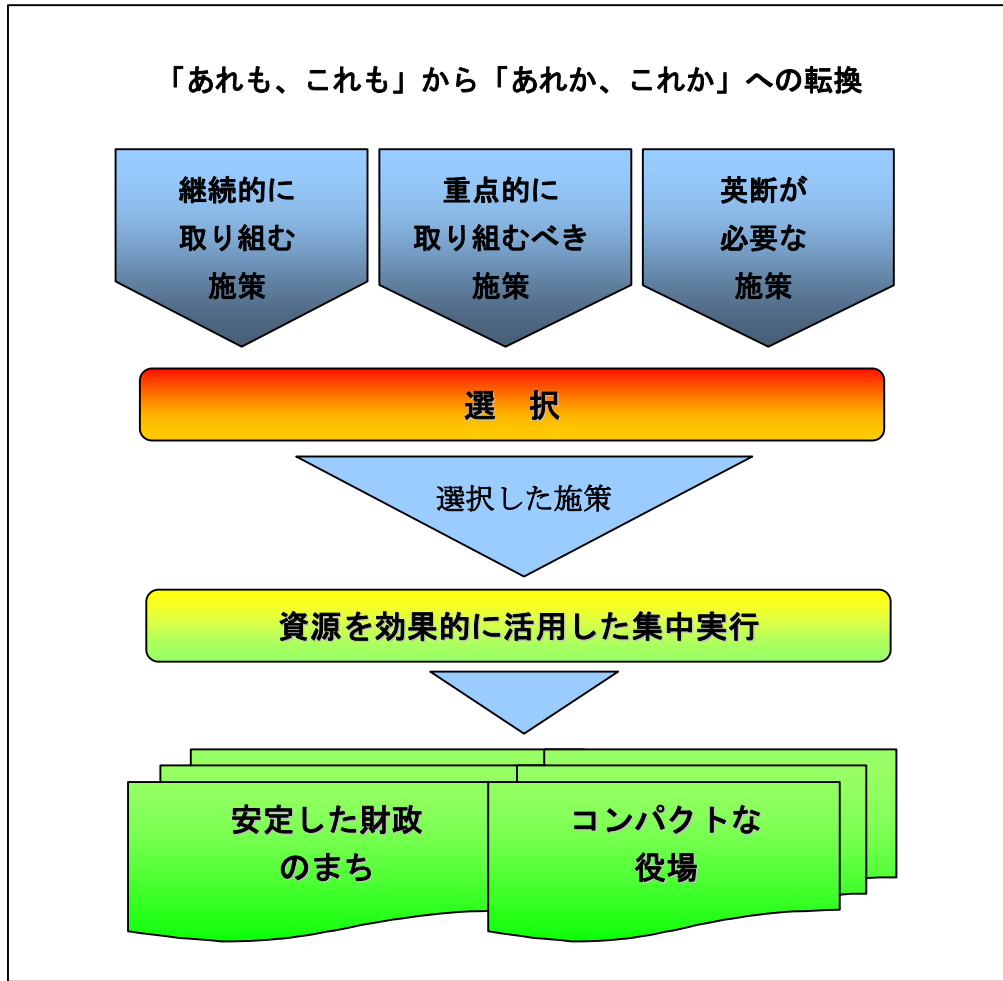 「あれも、これも」から「あれか、これか」への転換
継続的に
取り組む
施策
重点的に
取り組むべき
施策
英断が
必要な
施策
選　択
選択した施策
資源を効果的に活用した集中実行
安定した財政
のまち
コンパクトな
役場